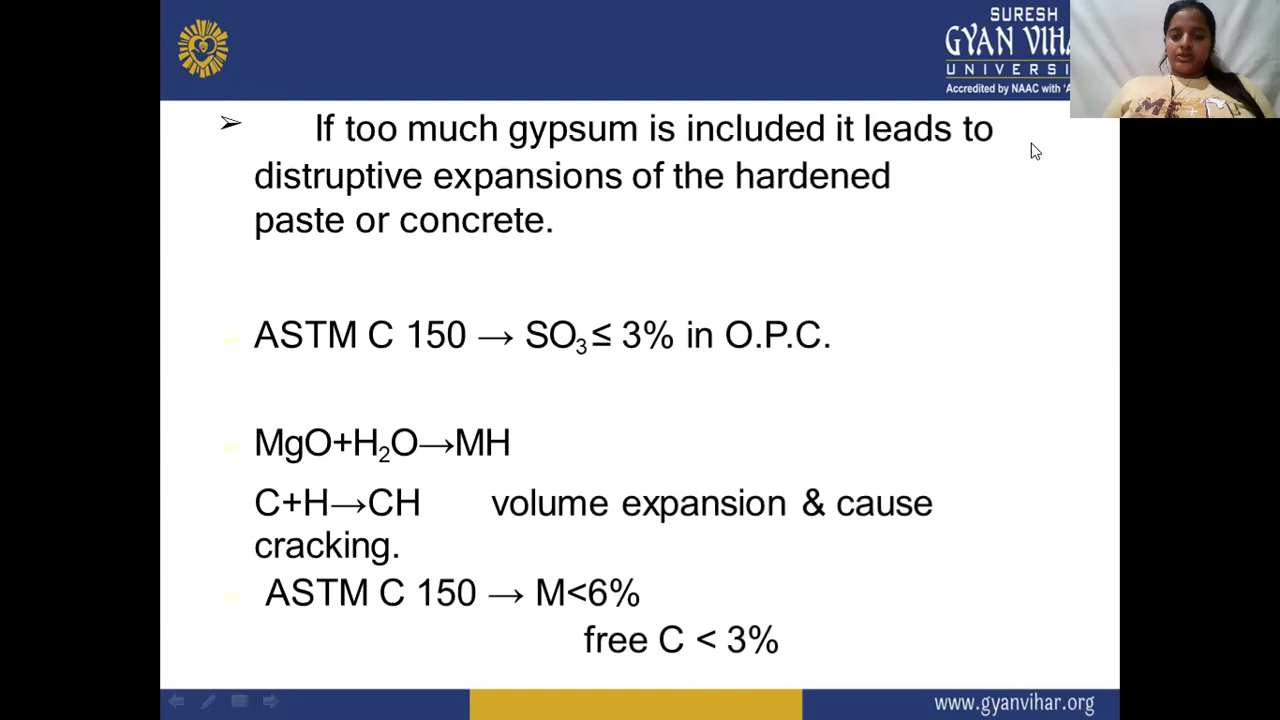 SURESH
GYAN VIHA
UNIVERSI
Accredited by NAAC with 'A
➢ If too much gypsum is included it leads to
distruptive expansions of the hardened
paste or concrete.
ASTM C 150 → SO₃ ≤ 3% in O.P.C.
MgO+H₂O→MH
C+H→CH volume expansion & cause
cracking.
ASTM C 150 → M<6%
free C < 3%
www.gyanvihar.org